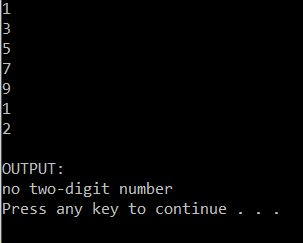 1
3
5
7
9
1
2
OUTPUT:
no two-digit number
Press any key to continue . . .